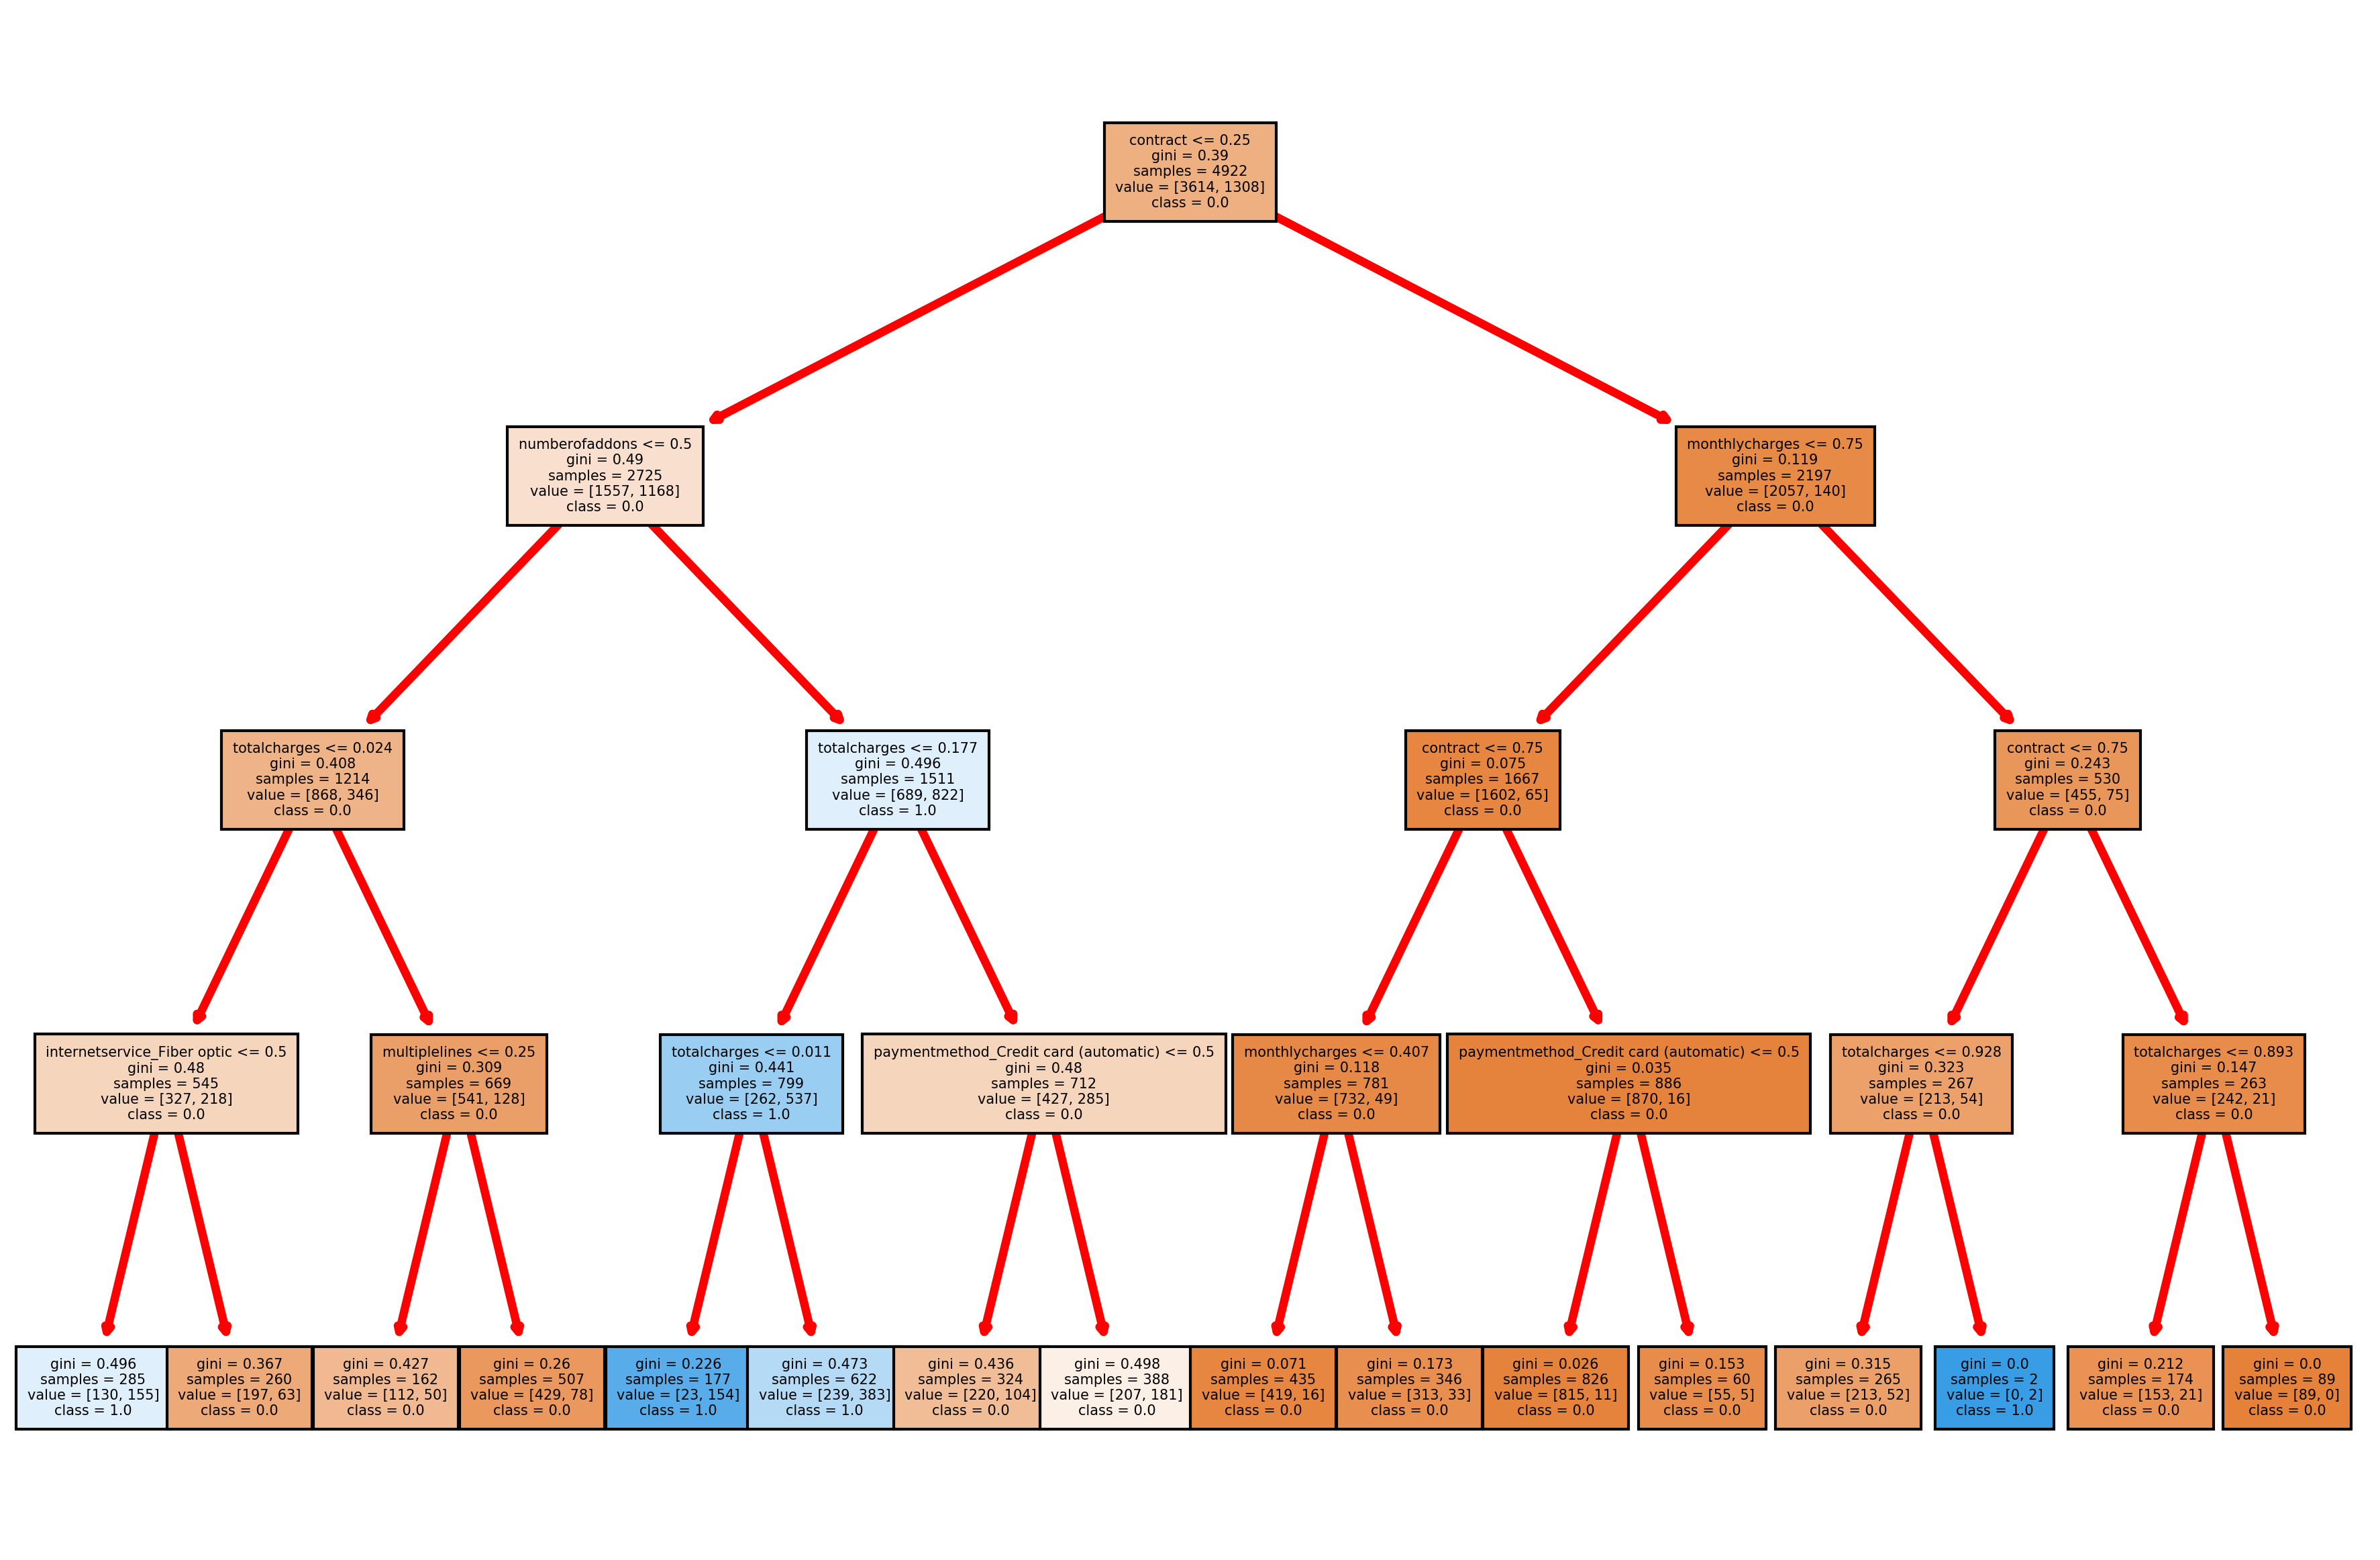 contract <= 0.25
gini = 0.39
samples = 4922
value = [3614, 1308]
class = 0.0
numberofaddons <= 0.5
gini = 0.49
samples = 2725
value = [1557, 1168]
class = 0.0
monthlycharges <= 0.75
gini = 0.119
samples = 2197
value = [2057, 140]
class = 0.0
totalcharges <= 0.024
gini = 0.408
samples = 1214
value = [868, 346]
class = 0.0
totalcharges <= 0.177
gini = 0.496
samples = 1511
value = [689, 822]
class = 1.0
contract <= 0.75
gini = 0.075
samples = 1667
value = [1602, 65]
class = 0.0
contract <= 0.75
gini = 0.243
samples = 530
value = [455, 75]
class = 0.0
internetservice_Fiber optic <= 0.5
gini = 0.48
samples = 545
value = [327, 218]
class = 0.0
multiplelines <= 0.25
gini = 0.309
samples = 669
value = [541, 128]
class = 0.0
totalcharges <= 0.011
gini = 0.441
samples = 799
value = [262, 537]
class = 1.0
paymentmethod_Credit card (automatic) <= 0.5
gini = 0.48
samples = 712
value = [427, 285]
class = 0.0
monthlycharges <= 0.407
gini = 0.118
samples = 781
value = [732, 49]
class = 0.0
paymentmethod_Credit card (automatic) <= 0.5
gini = 0.035
samples = 886
value = [870, 16]
class = 0.0
totalcharges <= 0.928
gini = 0.323
samples = 267
value = [213, 54]
class = 0.0
totalcharges <= 0.893
gini = 0.147
samples = 263
value = [242, 21]
class = 0.0
gini = 0.496
samples = 285
value = [130, 155]
class = 1.0
gini = 0.367
samples = 260
value = [197, 63]
class = 0.0
gini = 0.427
samples = 162
value = [112, 50]
class = 0.0
gini = 0.26
samples = 507
value = [429, 78]
class = 0.0
gini = 0.226
samples = 177
value = [23, 154]
class = 1.0
gini = 0.473
samples = 622
value = [239, 383]
class = 1.0
gini = 0.436
samples = 324
value = [220, 104]
class = 0.0
gini = 0.498
samples = 388
value = [207, 181]
class = 0.0
gini = 0.071
samples = 435
value = [419, 16]
class = 0.0
gini = 0.173
samples = 346
value = [313, 33]
class = 0.0
gini = 0.026
samples = 826
value = [815, 11]
class = 0.0
gini = 0.153
samples = 60
value = [55, 5]
class = 0.0
gini = 0.315
samples = 265
value = [213, 52]
class = 0.0
gini = 0.0
samples = 2
value = [0, 2]
class = 1.0
gini = 0.212
samples = 174
value = [153, 21]
class = 0.0
gini = 0.0
samples = 89
value = [89, 0]
class = 0.0